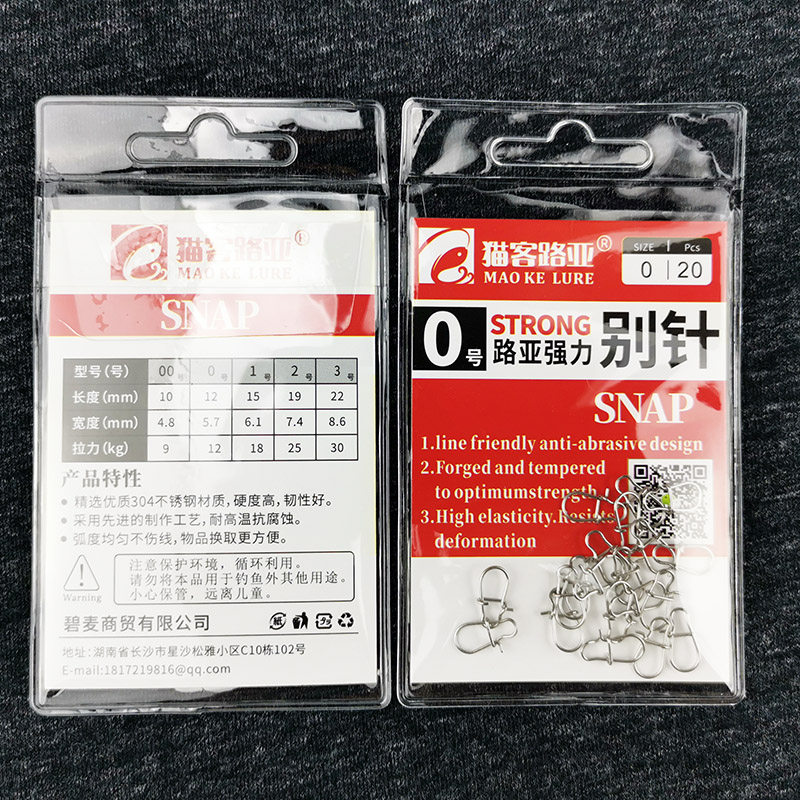 猫客路亚®
MAO KE LURE
SNAP
型号(号) 00号 0号 1号 2号 3号
长度(mm) 10 12 15 19 22
宽度(mm) 4.8 5.7 6.1 7.4 8.6
拉力(kg) 9 12 18 25 30
产品特性
• 精选优质304不锈钢材质,硬度高,韧性好。
• 采用先进的制作工艺,耐高温抗腐蚀。
• 弧度均匀不伤线,物品换取更方便。
Warning
注意保护环境,循环利用。
请勿将本品用于钓鱼外其他用途。
小心保管,远离儿童。
碧麦商贸有限公司
地址:湖南省长沙市星沙松雅小区C10栋102号
E-mail:1817219816@qq.com
猫客路亚®
MAO KE LURE
SIZE Pcs
0 20
0号
STRONG
路亚强力
别针
SNAP
1.line friendly anti-abrasive design
2.Forged and tempered
to optimumstrength
3.High elasticity.Resists
deformation